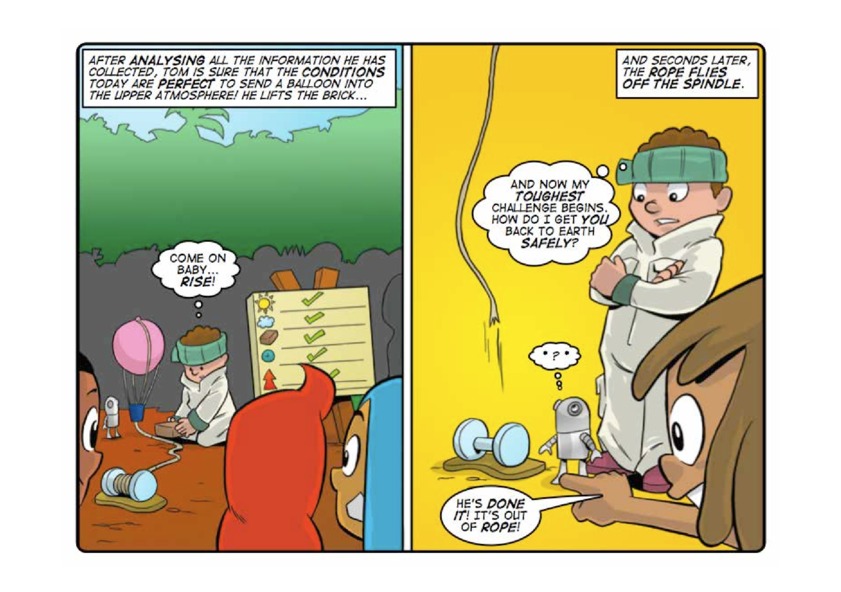 AFTER ANALYSING ALL THE INFORMATION HE HAS
COLLECTED, TOM IS SURE THAT THE CONDITIONS
TODAY ARE PERFECT TO SEND A BALLOON INTO
THE UPPER ATMOSPHERE! HE LIFTS THE BRICK...
COME ON
BABY...
RISE!
AND SECONDS LATER,
THE ROPE FLIES
OFF THE SPINDLE.
AND NOW MY
TOUGHEST
CHALLENGE BEGINS.
HOW DO I GET YOU
BACK TO EARTH
SAFELY?
• ? •
HE'S DONE
IT! IT'S OUT
OF ROPE!